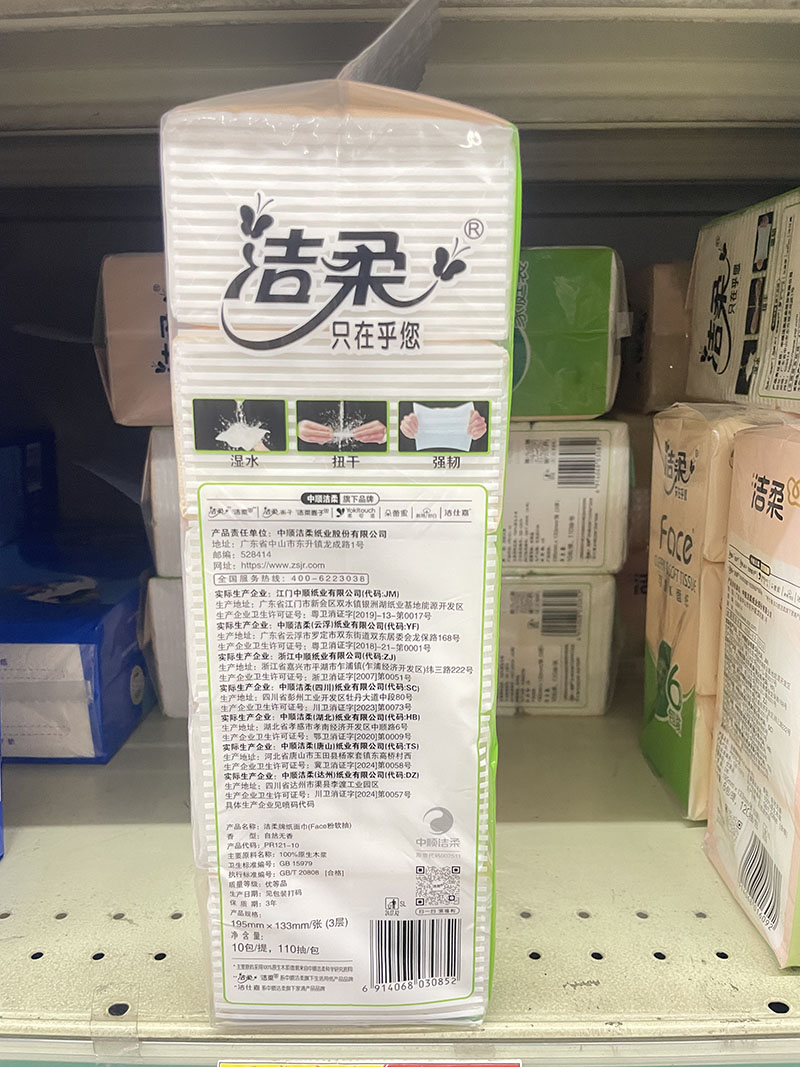 洁柔®
只在乎您
湿水 扭干 强韧
中顺洁柔 旗下品牌
产品责任单位：中顺洁柔纸业股份有限公司
地址：广东省中山市东升镇龙成路1号
邮编：528414
网址：https://www.zsjr.com
全国服务热线：400-6223038
实际生产企业：江门中顺纸业有限公司(代码:JM)
生产地址：广东省江门市新会区双水镇银洲湖纸业基地能源开发区
生产企业卫生许可证号：粤卫消证字[2019]-13-第0017号
实际生产企业：中顺洁柔(云浮)纸业有限公司(代码:YF)
生产地址：广东省云浮市罗定市双东街道双东居委会龙保路168号
生产企业卫生许可证号：粤卫消证字[2018]-21-第0001号
实际生产企业：浙江中顺纸业有限公司(代码:ZJ)
生产地址：浙江省嘉兴市平湖市乍浦镇(乍浦经济开发区)纬三路222号
生产企业卫生许可证号：浙卫消证字[2007]第0051号
实际生产企业：中顺洁柔(四川)纸业有限公司(代码:SC)
生产地址：四川省彭州工业开发区牡丹大道中段80号
生产企业卫生许可证号：川卫消证字[2023]第0073号
实际生产企业：中顺洁柔(湖北)纸业有限公司(代码:HB)
生产地址：湖北省孝感市孝南经济开发区中顺路6号
生产企业卫生许可证号：鄂卫消证字[2020]第0009号
实际生产企业：中顺洁柔(唐山)纸业有限公司(代码:TS)
生产地址：河北省唐山市玉田县杨家套镇东高桥村西
生产企业卫生许可证号：冀卫消证字[2024]第0058号
实际生产企业：中顺洁柔(达州)纸业有限公司(代码:DZ)
生产地址：四川省达州市渠县李渡工业园区
生产企业卫生许可证号：川卫消证字[2024]第0057号
具体生产企业见喷码代码
产品名称：洁柔牌纸面巾(Face粉软抽)
香 型：自然无香
产品代码：PR121-10
主要原料名称：100%原生木浆
卫生标准编号：GB 15979
执行标准编号：GB/T 20808 [合格]
质量等级：优等品
生产日期：见包装打码
保 质 期：3年
产品规格：
195mm×133mm/张 (3层)
净含量：
10包/提，110抽/包
中顺洁柔
6 914068 030852
洁柔
只在乎您
洁柔
Face
洁柔